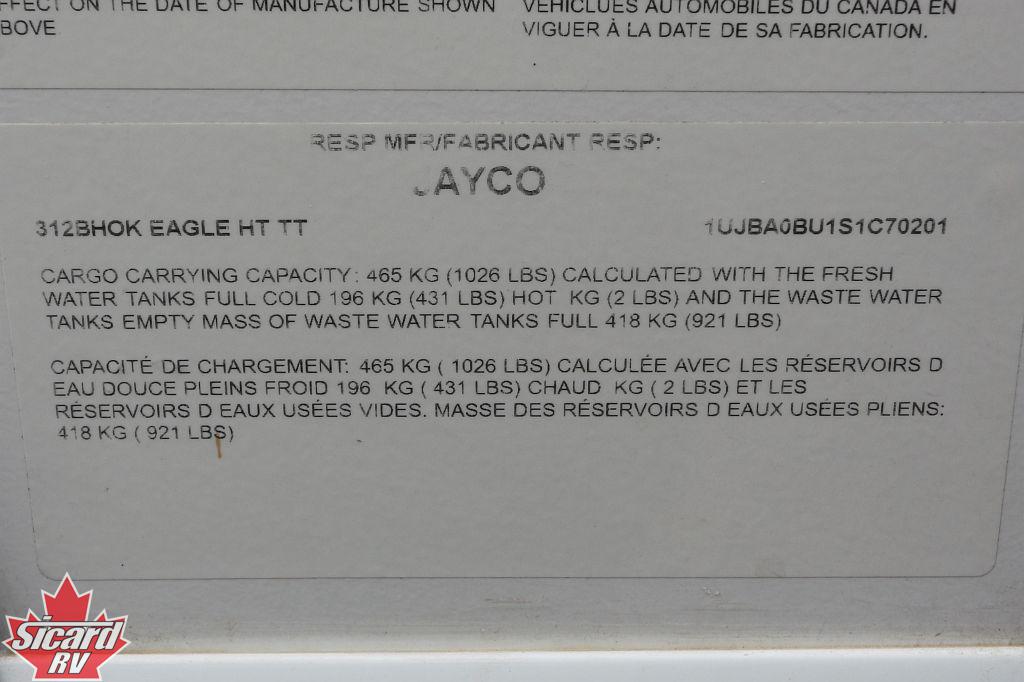 FFECT ON THE DATE OF MANUFACTURE SHOWN
BOVE
VÉHICLUES AUTOMOBILES DU CANADA EN
VIGUER À LA DATE DE SA FABRICATION.
RESP MFR/FABRICANT RESP:
JAYCO
312BHOK EAGLE HT TT
1UJBA0BU1S1C70201
CARGO CARRYING CAPACITY: 465 KG (1026 LBS) CALCULATED WITH THE FRESH
WATER TANKS FULL COLD 196 KG (431 LBS) HOT KG (2 LBS) AND THE WASTE WATER
TANKS EMPTY MASS OF WASTE WATER TANKS FULL 418 KG (921 LBS)
CAPACITÉ DE CHARGEMENT: 465 KG ( 1026 LBS) CALCULÉE AVEC LES RÉSERVOIRS D
EAU DOUCE PLEINS FROID 196 KG ( 431 LBS) CHAUD KG ( 2 LBS) ET LES
RÉSERVOIRS D EAUX USÉES VIDES. MASSE DES RÉSERVOIRS D EAUX USÉES PLIENS:
418 KG ( 921 LBS)
Sicard
RV